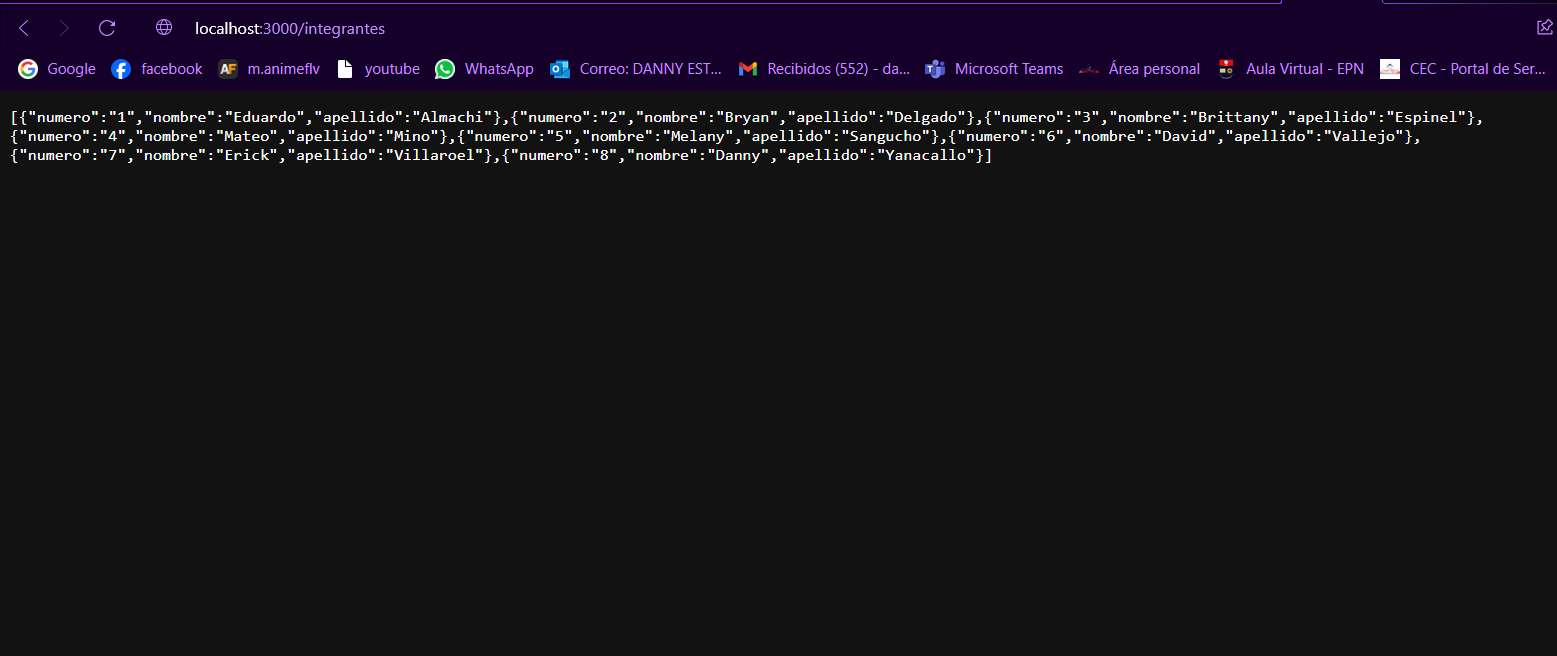 localhost:3000/integrantes
Google facebook AF m.animeflv youtube WhatsApp Correo: DANNY EST... Recibidos (552) - da... Microsoft Teams Área personal Aula Virtual - EPN CEC - Portal de Ser...
[{"numero":"1","nombre":"Eduardo","apellido":"Almachi"},{"numero":"2","nombre":"Bryan","apellido":"Delgado"},{"numero":"3","nombre":"Brittany","apellido":"Espinel"},
{"numero":"4","nombre":"Mateo","apellido":"Mino"},{"numero":"5","nombre":"Melany","apellido":"Sangucho"},{"numero":"6","nombre":"David","apellido":"Vallejo"},
{"numero":"7","nombre":"Erick","apellido":"Villaroel"},{"numero":"8","nombre":"Danny","apellido":"Yanacallo"}]